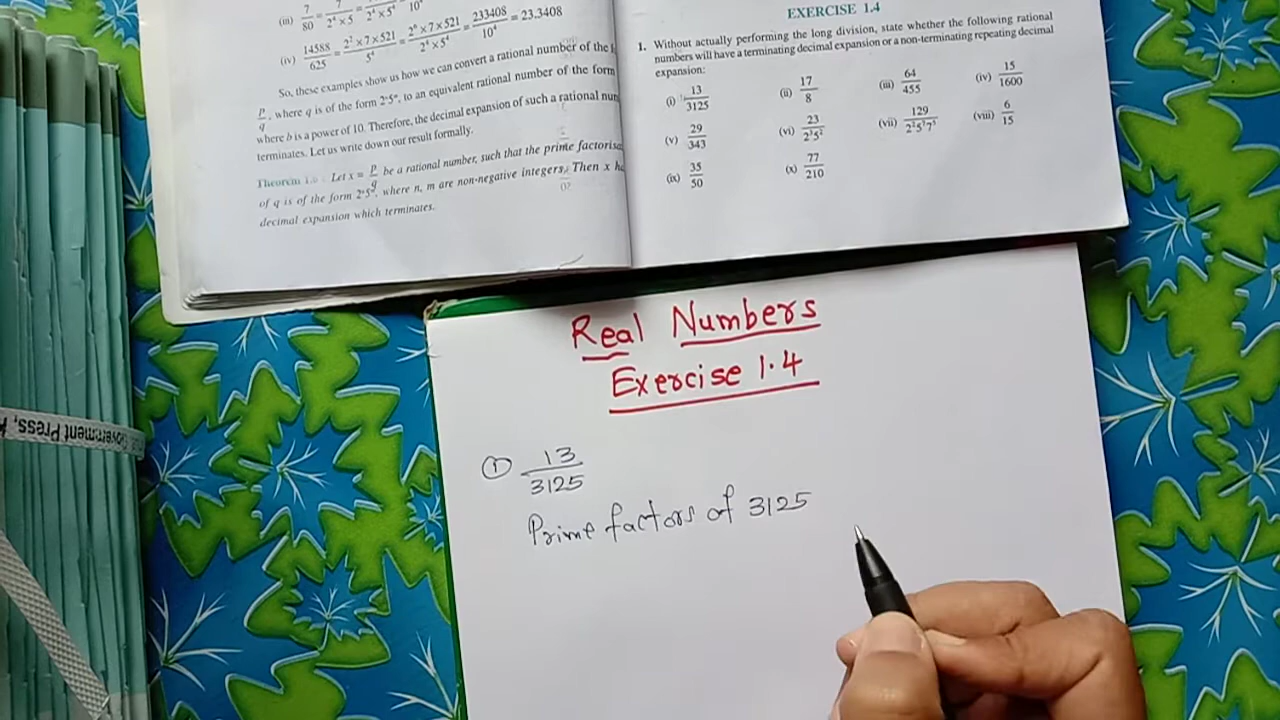 (iii) 7/80 = 7/2⁴ × 5 = 2⁴ × 5⁴ 10⁴
(iv) 14588/625 = 2² × 7 × 521/5⁴ = 2⁶ × 7 × 521/2⁴ × 5⁴ = 233408/10⁴ = 23.3408
So, these examples show us how we can convert a rational number of the
p/q, where q is of the form 2ⁿ5ᵐ, to an equivalent rational number of the form
where b is a power of 10. Therefore, the decimal expansion of such a rational num
terminates. Let us write down our result formally.
Theorem Let x = p/q be a rational number, such that the prime factorisa
of q is of the form 2ⁿ5ᵐ, where n, m are non-negative integers. Then x ha
decimal expansion which terminates.
EXERCISE 1.4
1. Without actually performing the long division, state whether the following rational
numbers will have a terminating decimal expansion or a non-terminating repeating decimal
expansion:
(i) 13/3125 (ii) 17/8 (iii) 64/455 (iv) 15/1600
(v) 29/343 (vi) 23/2³5² (vii) 129/2²5⁷7⁵ (viii) 6/15
(ix) 35/50 (x) 77/210
Real Numbers
Exercise 1.4
① 13/3125
Prime factors of 3125
Government Press,